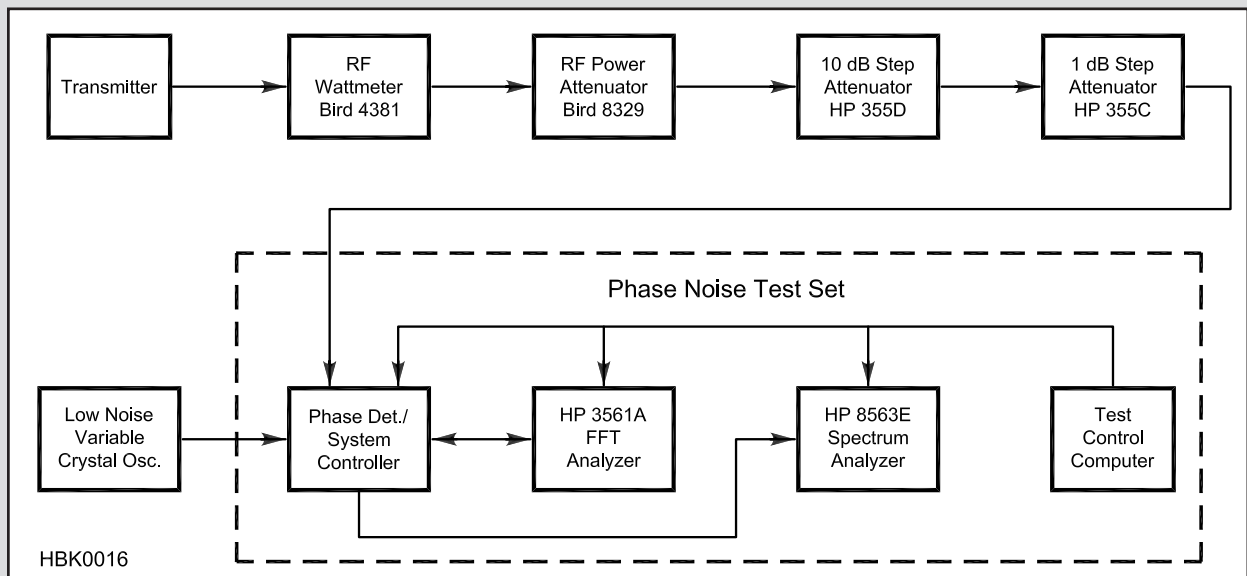 Transmitter
RF
Wattmeter
Bird 4381
RF Power
Attenuator
Bird 8329
10 dB Step
Attenuator
HP 355D
1 dB Step
Attenuator
HP 355C
Phase Noise Test Set
Low Noise
Variable
Crystal Osc.
Phase Det./
System
Controller
HP 3561A
FFT
Analyzer
HP 8563E
Spectrum
Analyzer
Test
Control
Computer
HBK0016